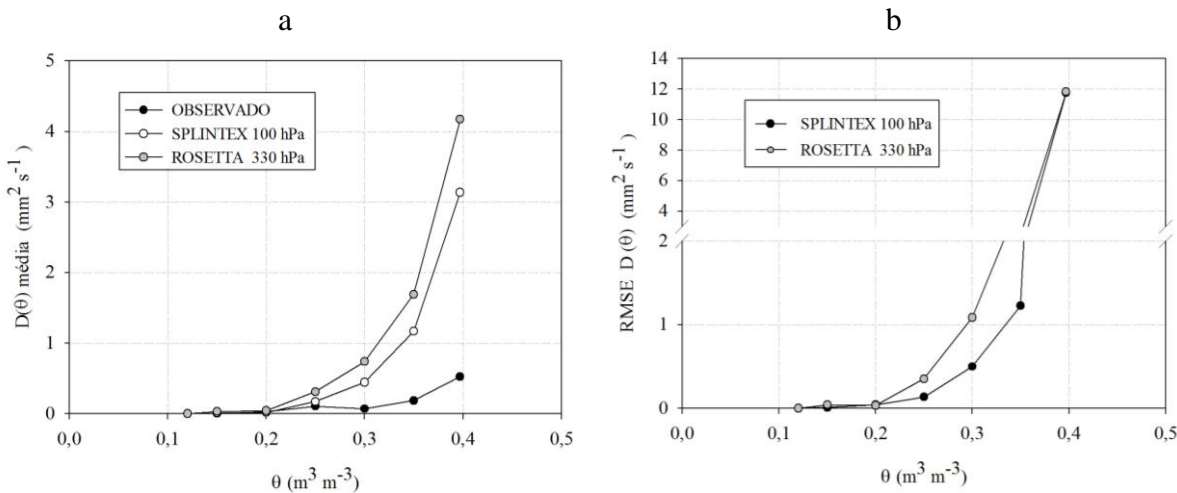 a
5
4
3
2
1
0
D(θ) média (mm² s⁻¹)
OBSERVADO
SPLINTEX 100 hPa
ROSETTA 330 hPa
0,0
0,1
0,2
0,3
0,4
0,5
θ (m³ m⁻³)
b
14
12
10
8
6
4
2
1
0
RMSE D(θ) (mm² s⁻¹)
SPLINTEX 100 hPa
ROSETTA 330 hPa
0,0
0,1
0,2
0,3
0,4
0,5
θ (m³ m⁻³)